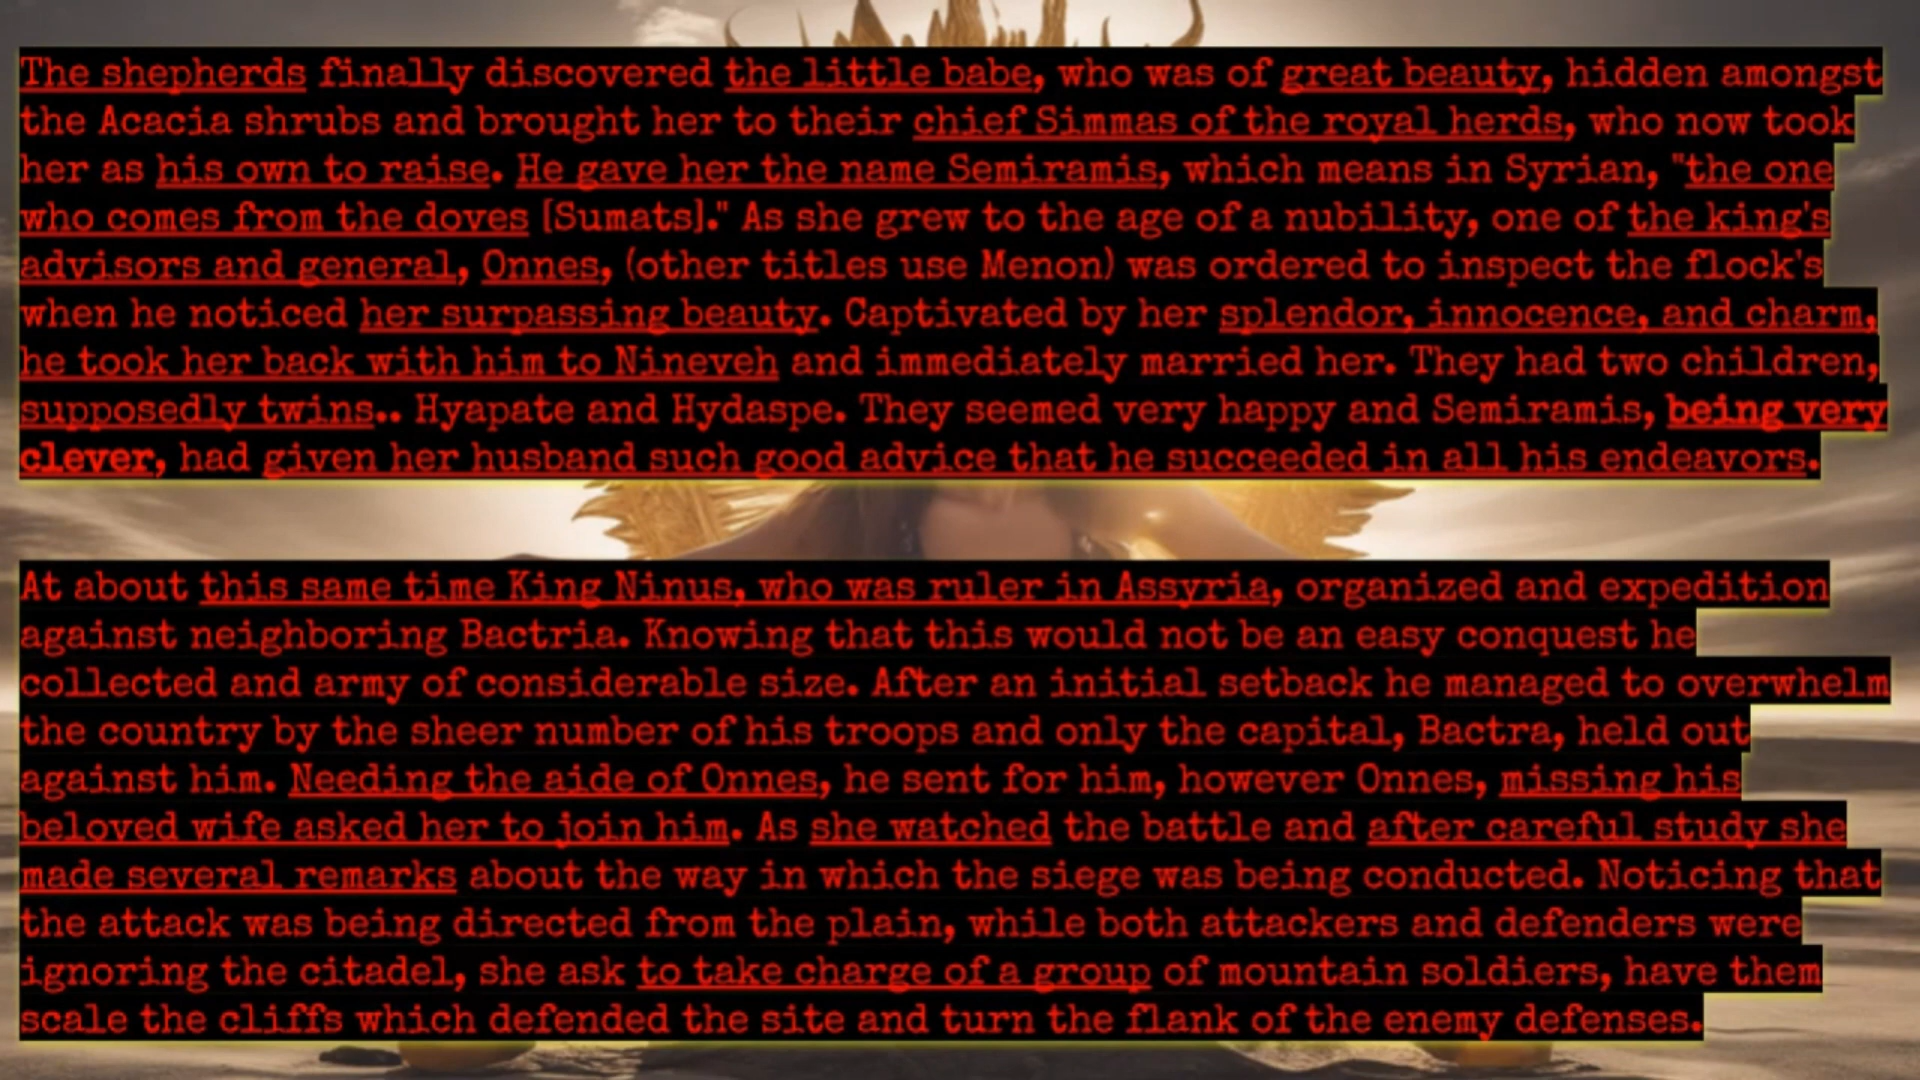 The shepherds finally discovered the little babe, who was of great beauty, hidden amongst
the Acacia shrubs and brought her to their chief Simmas of the royal herds, who now took
her as his own to raise. He gave her the name Semiramis, which means in Syrian, "the one
who comes from the doves [Sumats]." As she grew to the age of a nubility, one of the king's
advisors and general, Onnes, (other titles use Menon) was ordered to inspect the flock's
when he noticed her surpassing beauty. Captivated by her splendor, innocence, and charm,
he took her back with him to Nineveh and immediately married her. They had two children,
supposedly twins.. Hyapate and Hydaspe. They seemed very happy and Semiramis, being very
clever, had given her husband such good advice that he succeeded in all his endeavors.
At about this same time King Ninus, who was ruler in Assyria, organized and expedition
against neighboring Bactria. Knowing that this would not be an easy conquest he
collected and army of considerable size. After an initial setback he managed to overwhelm
the country by the sheer number of his troops and only the capital, Bactra, held out
against him. Needing the aide of Onnes, he sent for him, however Onnes, missing his
beloved wife asked her to join him. As she watched the battle and after careful study she
made several remarks about the way in which the siege was being conducted. Noticing that
the attack was being directed from the plain, while both attackers and defenders were
ignoring the citadel, she ask to take charge of a group of mountain soldiers, have them
scale the cliffs which defended the site and turn the flank of the enemy defenses.